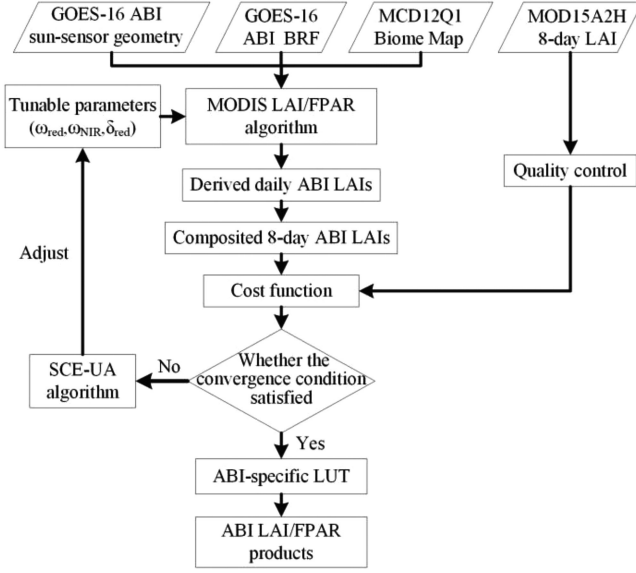 GOES-16 ABI
sun-sensor geometry
GOES-16
ABI BRF
MCD12Q1
Biome Map
MOD15A2H
8-day LAI
Tunable parameters
(ωred,ωNIR,δred)
MODIS LAI/FPAR
algorithm
Quality control
Derived daily ABI LAIs
Composited 8-day ABI LAIs
Adjust
Cost function
Whether the
convergence condition
satisfied
No
SCE-UA
algorithm
Yes
ABI-specific LUT
ABI LAI/FPAR
products